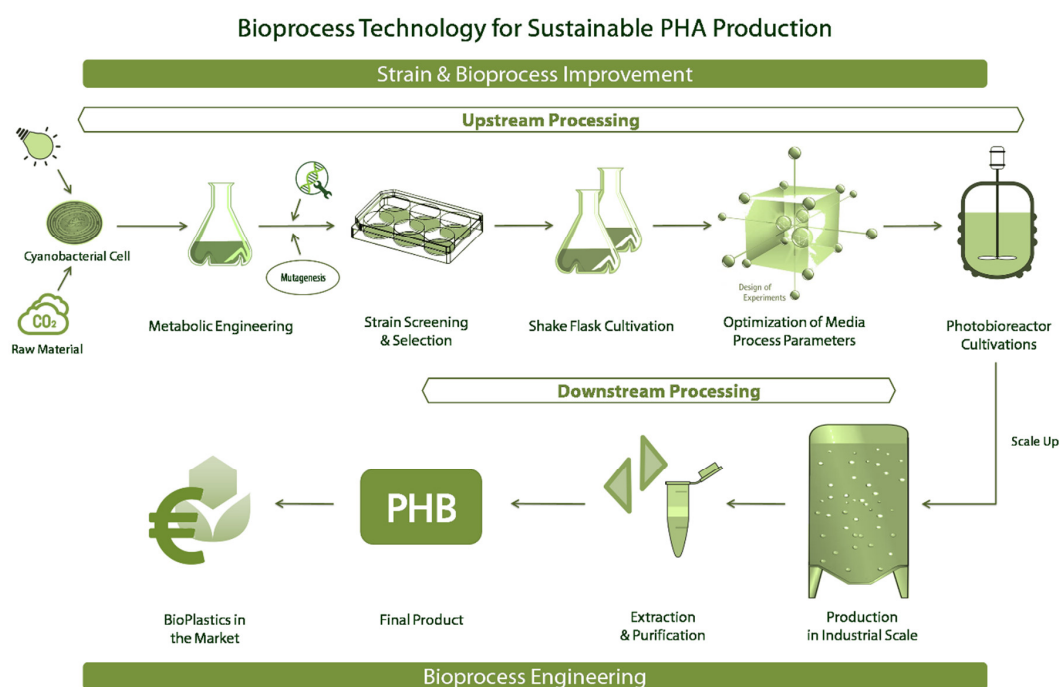 Bioprocess Technology for Sustainable PHA Production
Strain & Bioprocess Improvement
Upstream Processing
Cyanobacterial Cell
Mutagenesis
CO₂
Raw Material
Design of
Experiments
Metabolic Engineering
Strain Screening
& Selection
Shake Flask Cultivation
Optimization of Media
Process Parameters
Photobioreactor
Cultivations
Downstream Processing
Scale Up
PHB
€
BioPlastics in
the Market
Final Product
Extraction
& Purification
Production
in Industrial Scale
Bioprocess Engineering